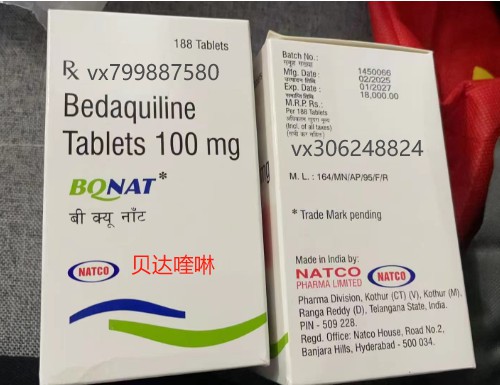 188 Tablets
℞ vx799887580
Bedaquiline
Tablets 100 mg
BQNAT*
बी क्यू नॉट
NATCO
贝达喹啉
Batch No.:
Mfg. Date : 1450066
02/2025
Exp. Date : 01/2027
M.R.P. Rs.: 18,000.00
Per 188 Tablets
(Incl. of all taxes)
vx306248824
M. L. : 164/MN/AP/95/F/R
* Trade Mark pending
Made in India by:
NATCO
PHARMA LIMITED
NATCO
Pharma Division, Kothur (CT) (V), Kothur (M),
Ranga Reddy (D), Telangana State, India.
PIN - 509 228.
Regd. Office: Natco House, Road No.2,
Banjara Hills, Hyderabad - 500 034.